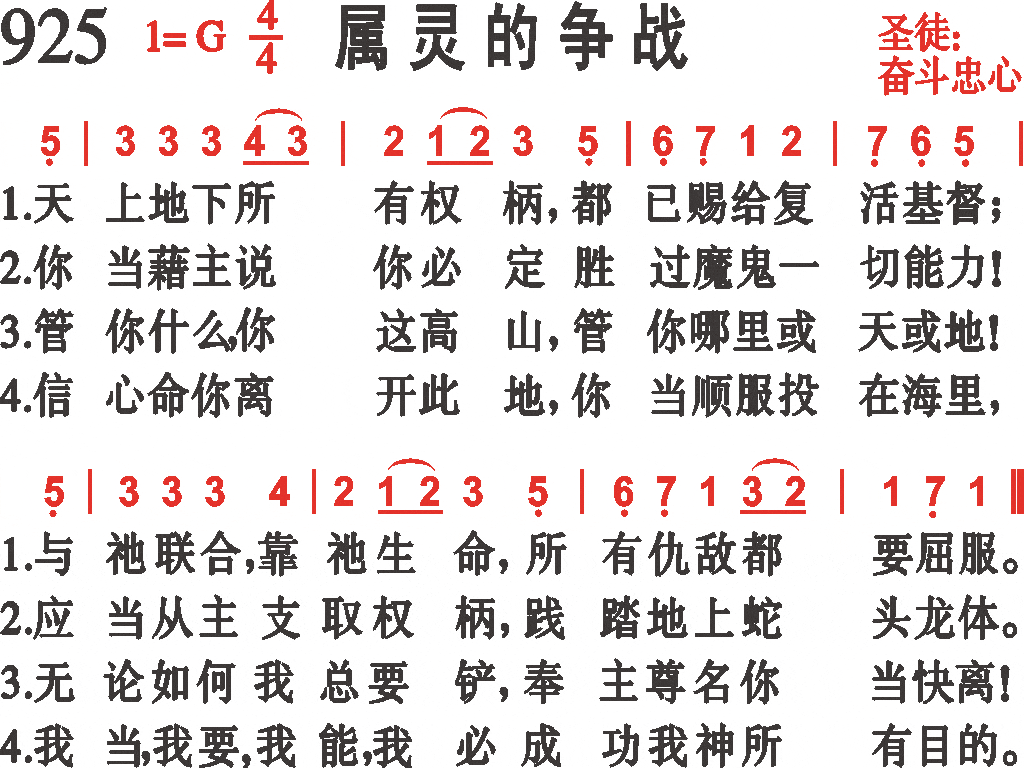 925 1=G 4/4 属灵的争战 圣徒：
奋斗忠心
5 | 3 3 3 4 3 | 2 1 2 3 5 | 6 7 1 2 | 7 6 5 |
1.天 上地下所 有权 柄，都 已赐给复 活基督；
2.你 当藉主说 你必 定 胜 过魔鬼一 切能力！
3.管 你什么,你 这高 山，管 你哪里或 天或地！
4.信 心命你离 开此 地，你 当顺服投 在海里，
5 | 3 3 3 4 | 2 1 2 3 5 | 6 7 1 3 2 | 1 7 1
1.与 祂联合,靠 祂生 命，所 有仇敌都 要屈服。
2.应 当从主 支 取权 柄，践 踏地上蛇 头龙体。
3.无 论如何 我 总要 铲，奉 主尊名你 当快离！
4.我 当,我要,我 能,我 必 成 功我神所 有目的。